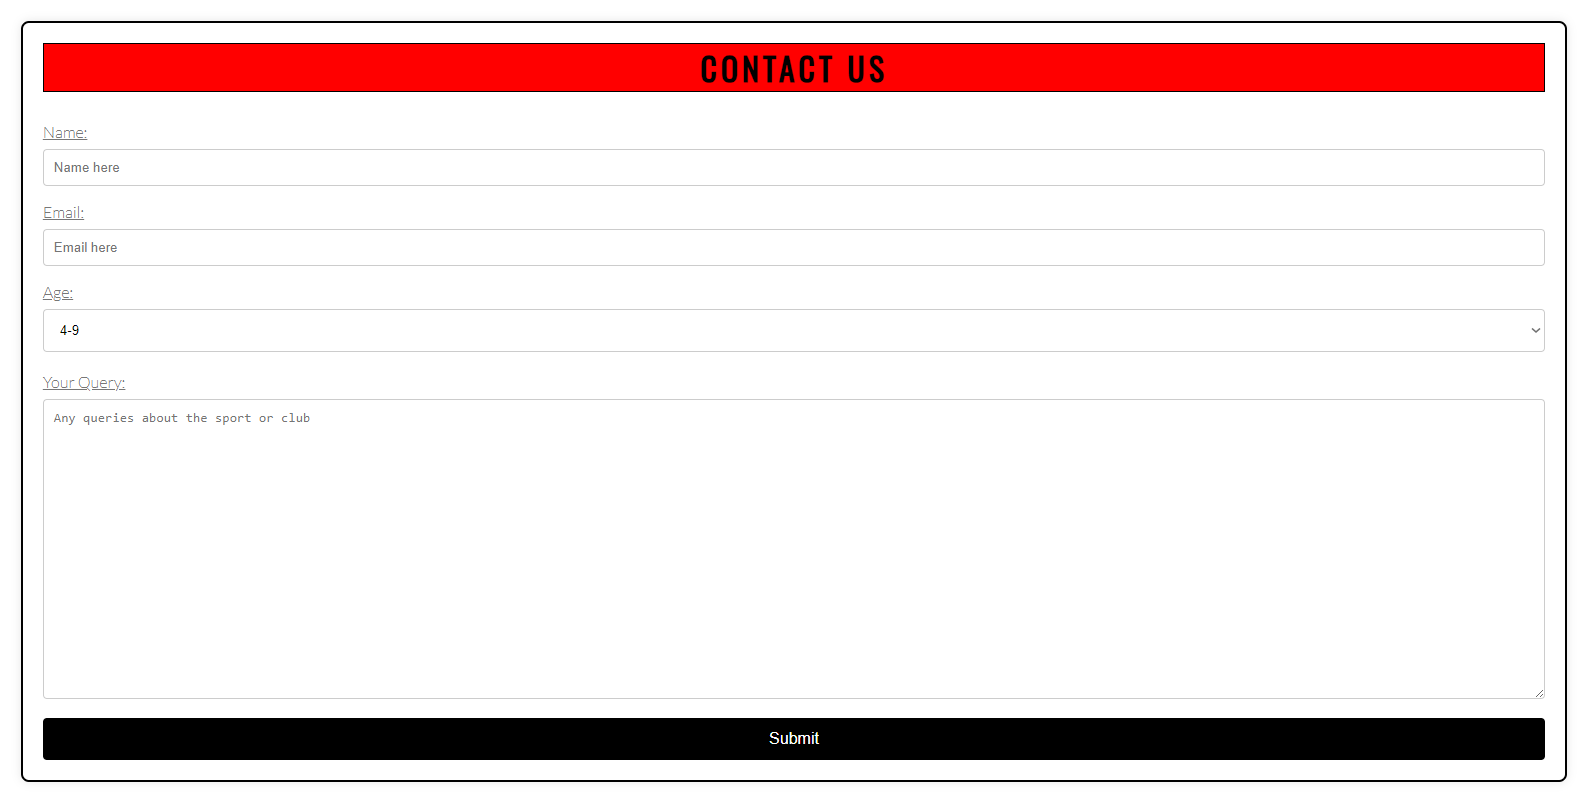 CONTACT US
Name:
Name here
Email:
Email here
Age:
4-9
Your Query:
Any queries about the sport or club
Submit